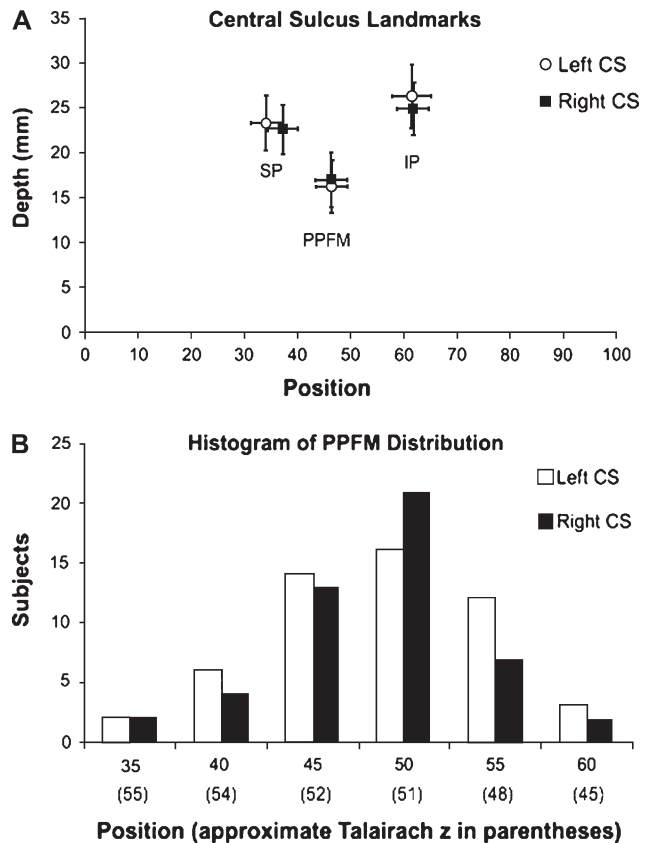 A
Central Sulcus Landmarks
35
30
25
20
15
10
5
0
Depth (mm)
Left CS
Right CS
SP
PPFM
IP
0 10 20 30 40 50 60 70 80 90 100
Position
B
Histogram of PPFM Distribution
25
20
15
10
5
0
Subjects
Left CS
Right CS
35 40 45 50 55 60
(55) (54) (52) (51) (48) (45)
Position (approximate Talairach z in parentheses)